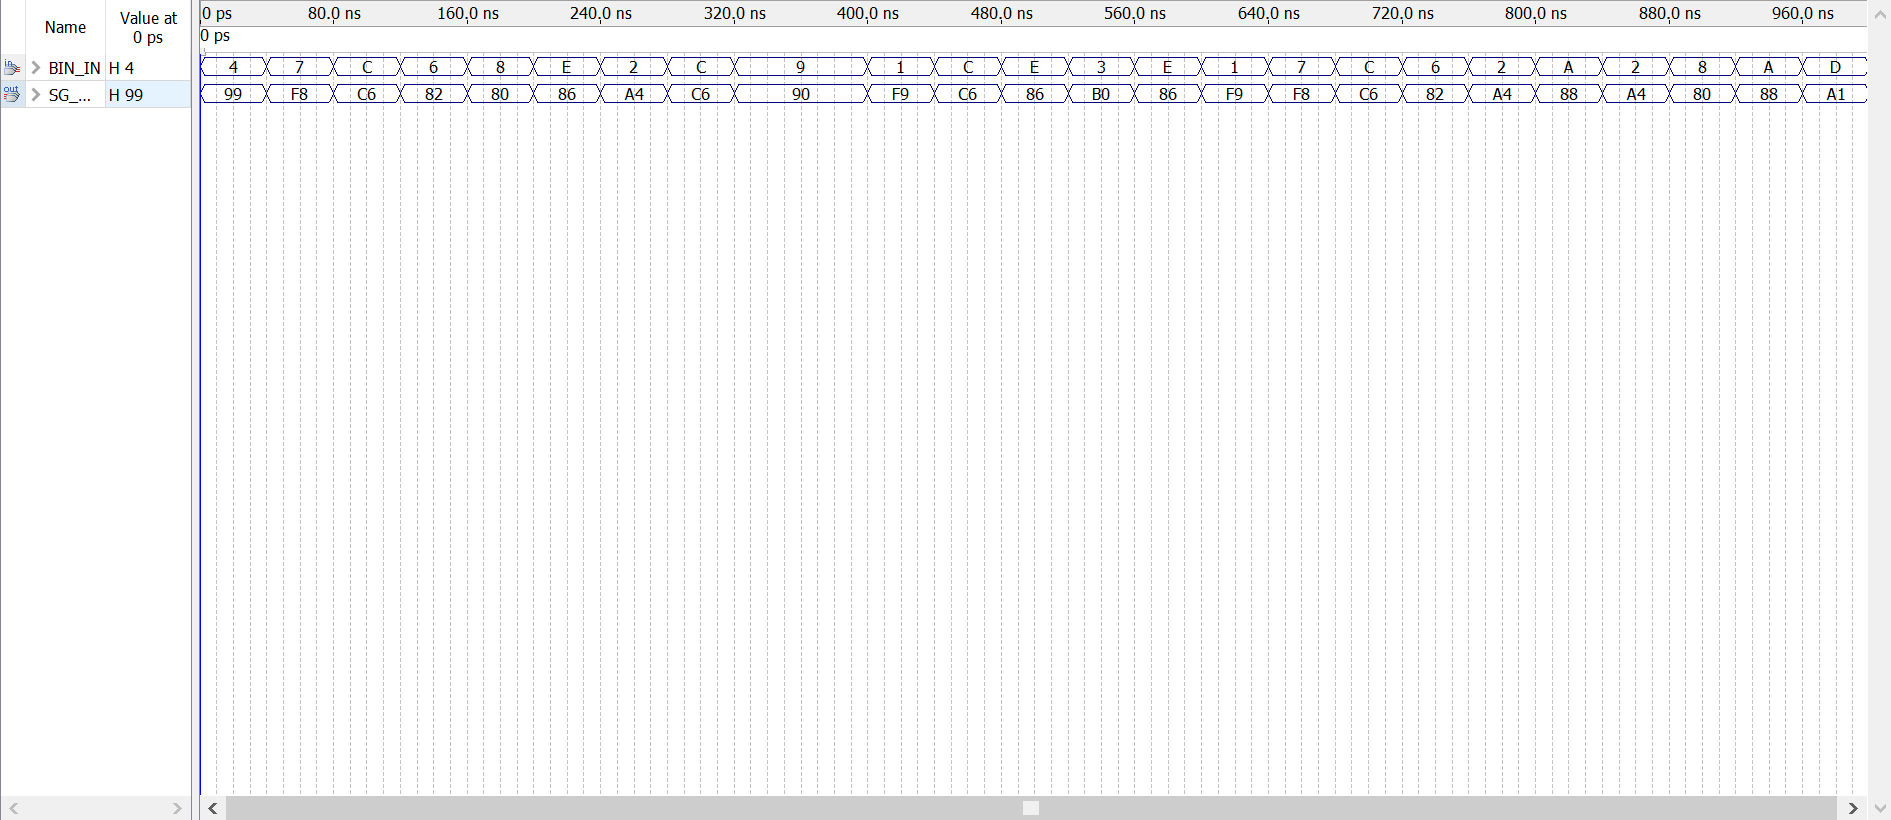 Name
Value at
0 ps
0 ps 80.0 ns 160.0 ns 240.0 ns 320.0 ns 400.0 ns 480.0 ns 560.0 ns 640.0 ns 720.0 ns 800.0 ns 880.0 ns 960.0 ns
0 ps
in BIN_IN H 4 4 7 C 6 8 E 2 C 9 1 C E 3 E 1 7 C 6 2 A 2 8 A D
out SG_... H 99 99 F8 C6 82 80 86 A4 C6 90 F9 C6 86 B0 86 F9 F8 C6 82 A4 88 A4 80 88 A1